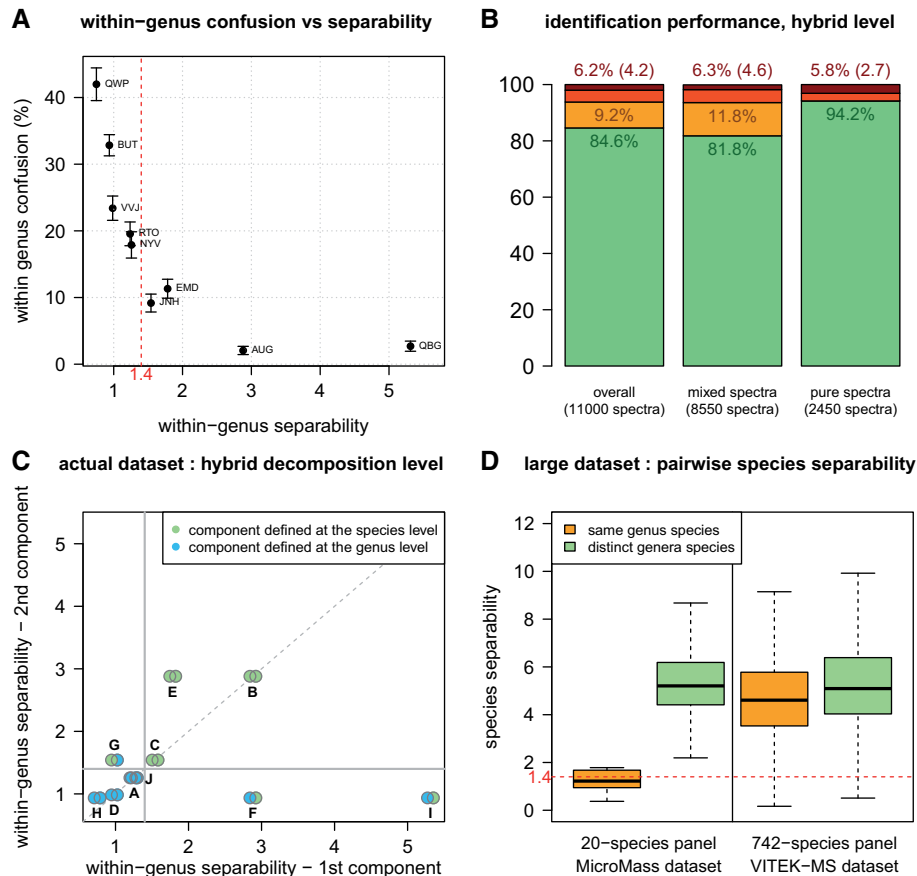 A within−genus confusion vs separability
within genus confusion (%)
40
30
20
10
0
QWP
BUT
VVJ
RTO
NYV
EMD
JNH
AUG
QBG
1.4
1 2 3 4 5
within−genus separability
B identification performance, hybrid level
6.2% (4.2) 6.3% (4.6) 5.8% (2.7)
100
80
60
40
20
0
9.2% 11.8% 94.2%
84.6% 81.8%
overall mixed spectra pure spectra
(11000 spectra) (8550 spectra) (2450 spectra)
C actual dataset : hybrid decomposition level
within−genus separability − 2nd component
component defined at the species level
component defined at the genus level
5
4
3
2
1
E B
G C
J
A
H D F I
1 2 3 4 5
within−genus separability − 1st component
D large dataset : pairwise species separability
species separability
same genus species
distinct genera species
12
10
8
6
4
2
1.4
0
20−species panel 742−species panel
MicroMass dataset VITEK−MS dataset